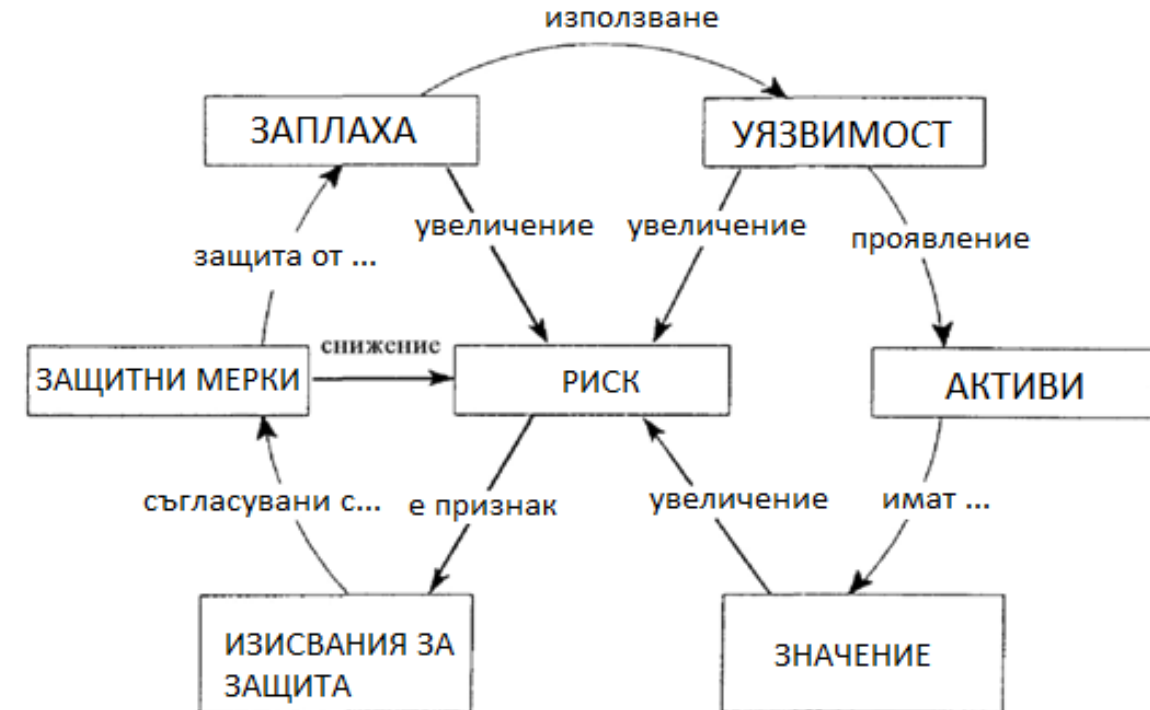 използване
ЗАПЛАХА
УЯЗВИМОСТ
увеличение
увеличение
проявление
защита от ...
снижение
ЗАЩИТНИ МЕРКИ
РИСК
АКТИВИ
съгласувани с...
е признак
увеличение
имат ...
ИЗИСВАНИЯ ЗА
ЗАЩИТА
ЗНАЧЕНИЕ